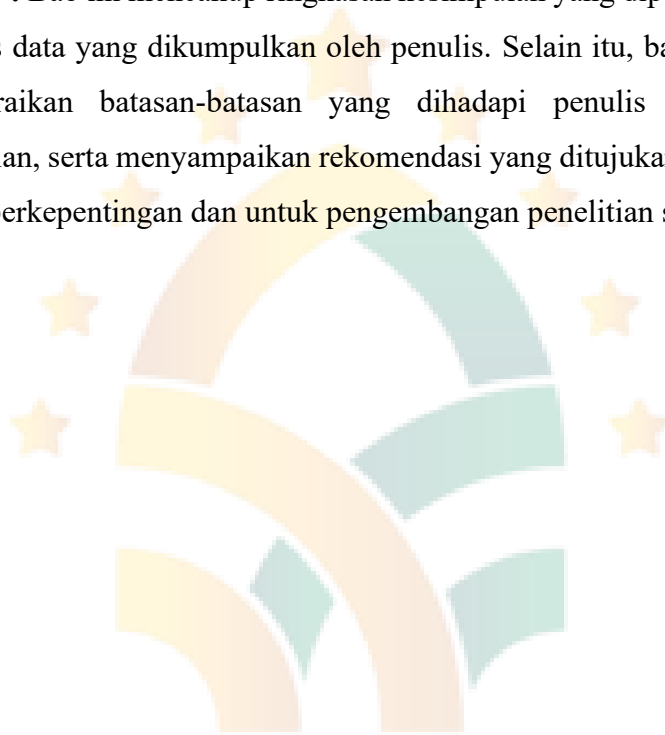 s data yang dikumpulkan oleh penulis. Selain itu, ba
raikan batasan-batasan yang dihadapi penulis
an, serta menyampaikan rekomendasi yang ditujuka
berkepentingan dan untuk pengembangan penelitian s